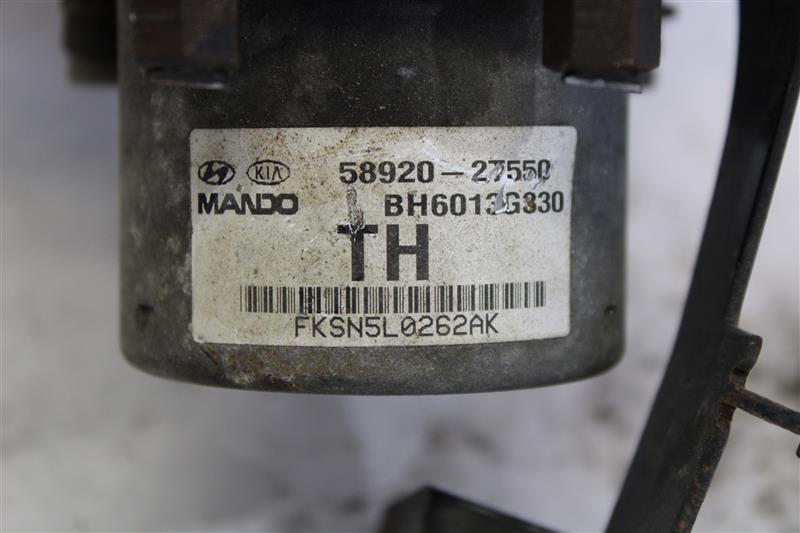 KIA 58920-27550
MANDO BH6013G330
TH
FKSN5L0262AK